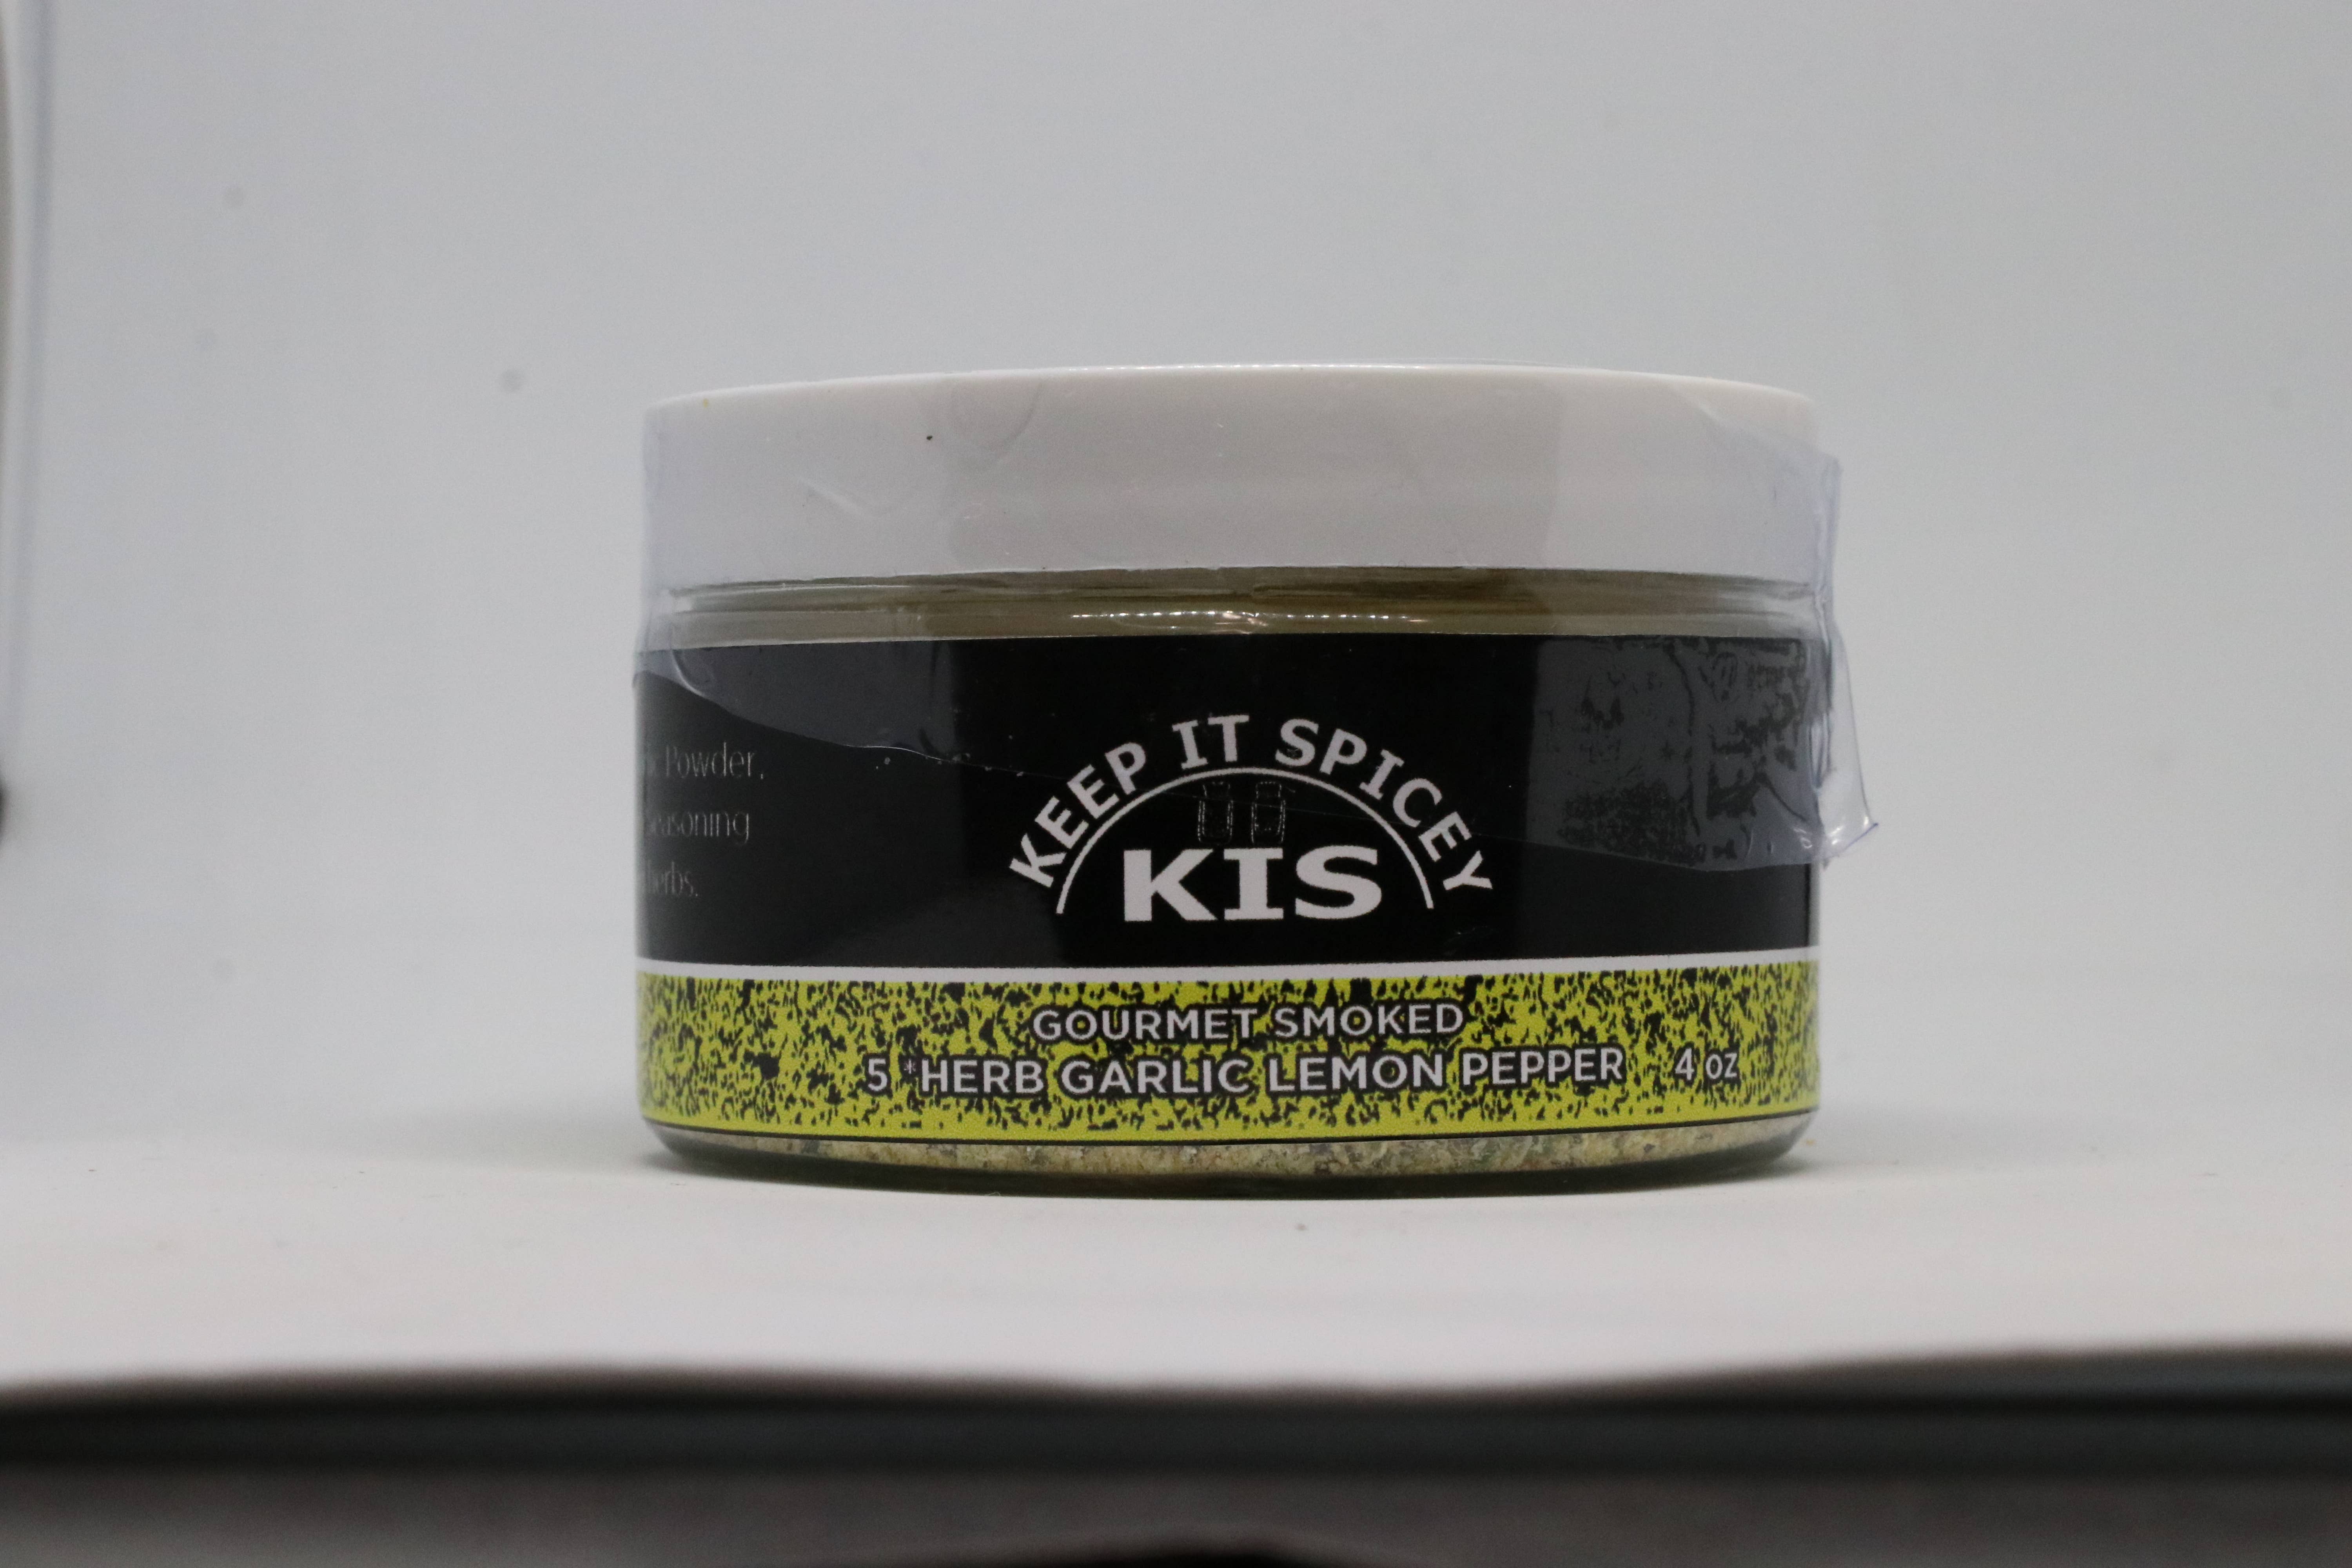 Powder.
Seasoning
herbs.
KEEP IT SPICEY
KIS
GOURMET SMOKED
5 *HERB GARLIC LEMON PEPPER 4 oz